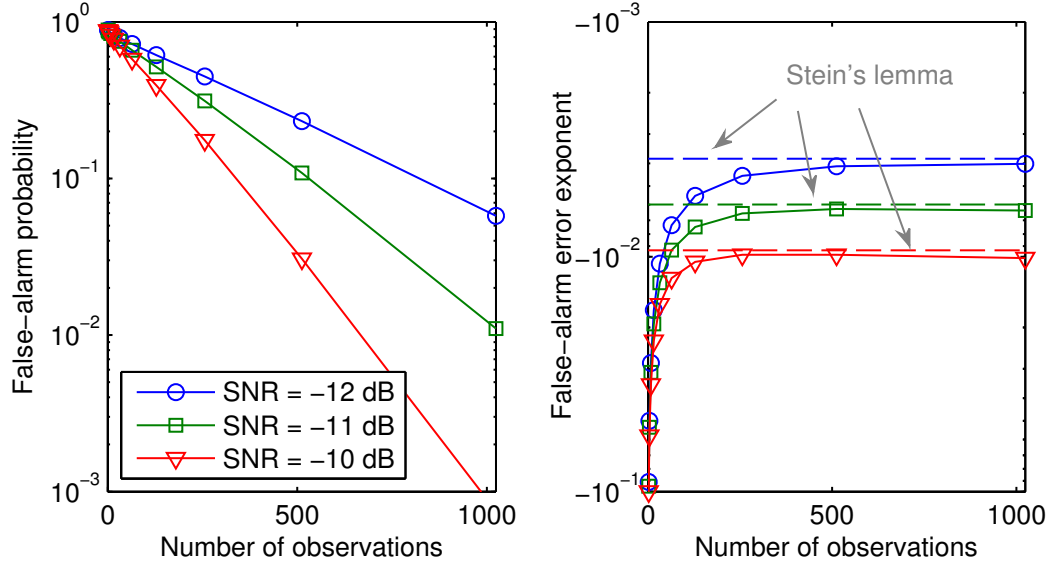 False−alarm probability
10^0
10^−1
10^−2
10^−3
0
500
1000
Number of observations
SNR = −12 dB
SNR = −11 dB
SNR = −10 dB
False−alarm error exponent
−10^−3
−10^−2
−10^−1
0
500
1000
Number of observations
Stein's lemma